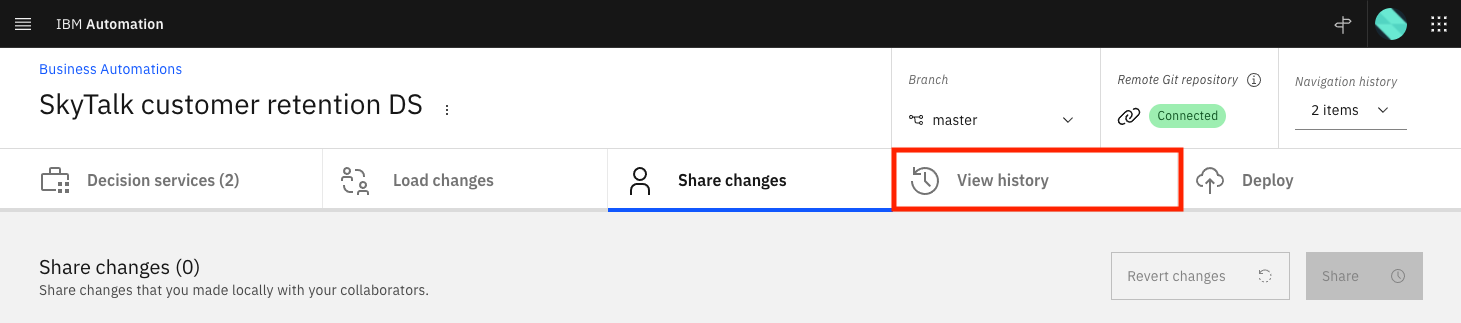 IBM Automation
Business Automations
SkyTalk customer retention DS
Branch
master
Remote Git repository
Connected
Navigation history
2 items
Decision services (2)
Load changes
Share changes
View history
Deploy
Share changes (0)
Share changes that you made locally with your collaborators.
Revert changes
Share